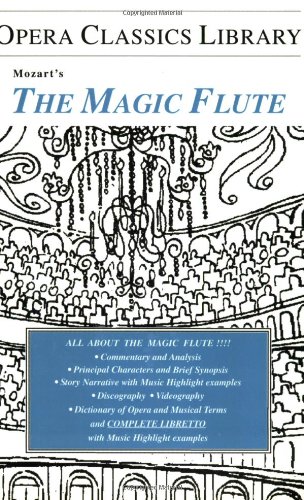 OPERA CLASSICS LIBRARY
Mozart's
THE MAGIC FLUTE
ALL ABOUT THE MAGIC FLUTE !!!!
• Commentary and Analysis
• Principal Characters and Brief Synopsis
• Story Narrative with Music Highlight examples
• Discography • Videography
• Dictionary of Opera and Musical Terms
and COMPLETE LIBRETTO
with Music Highlight examples